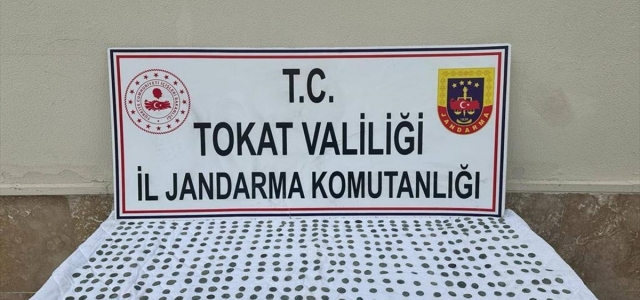 T.C.
TOKAT VALİLİĞİ
İL JANDARMA KOMUTANLIĞI
JANDARMA